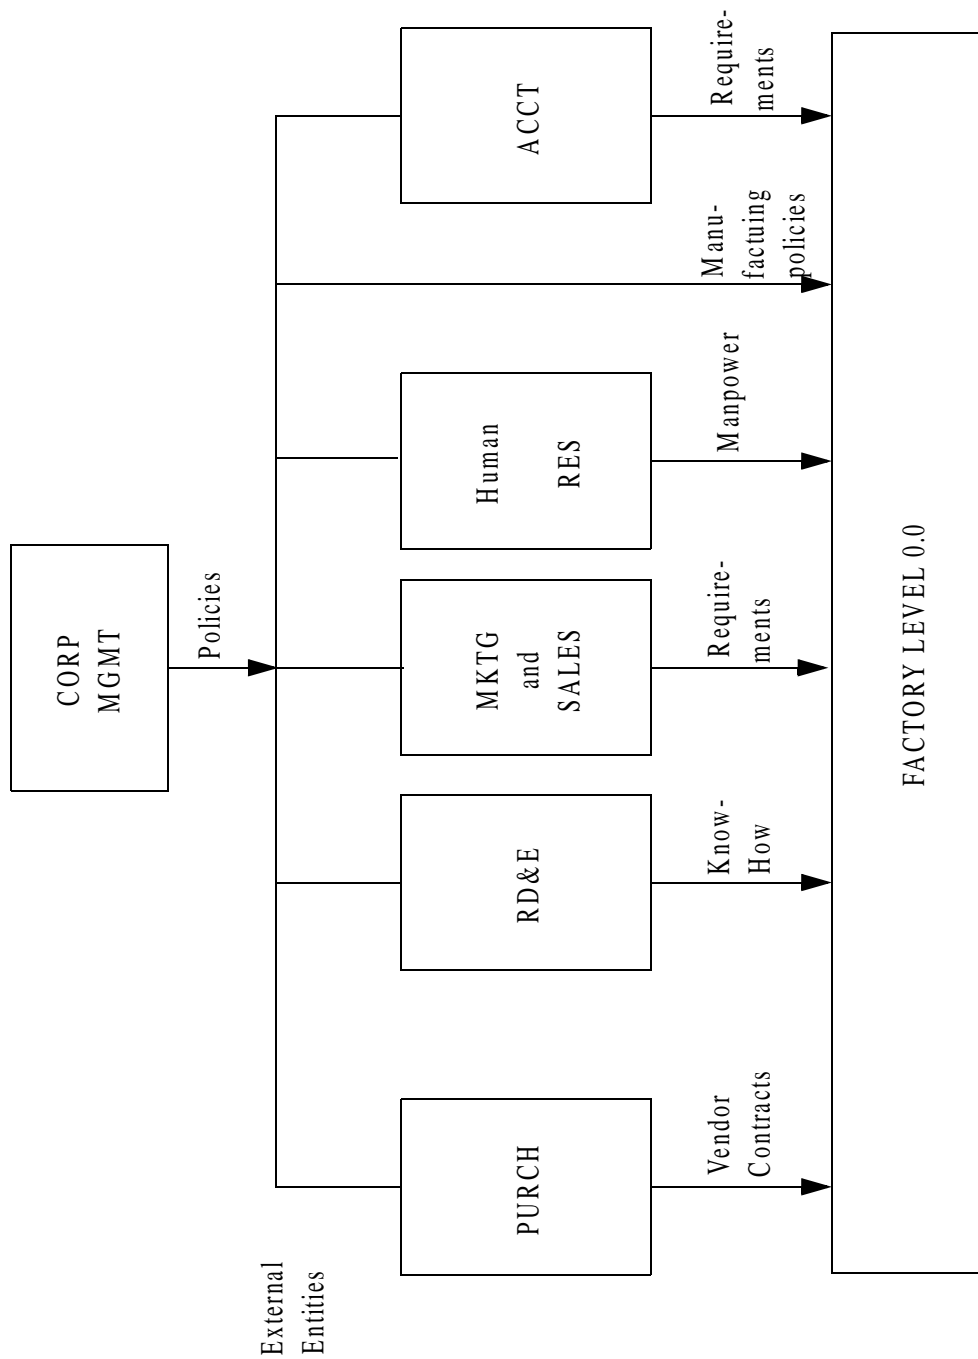 CORP
MGMT
Policies
External
Entities
PURCH
RD&E
MKTG
and
SALES
Human
RES
ACCT
Vendor
Contracts
Know-
How
Require-
ments
Manpower
Manu-
factuing
policies
Require-
ments
FACTORY LEVEL 0.0